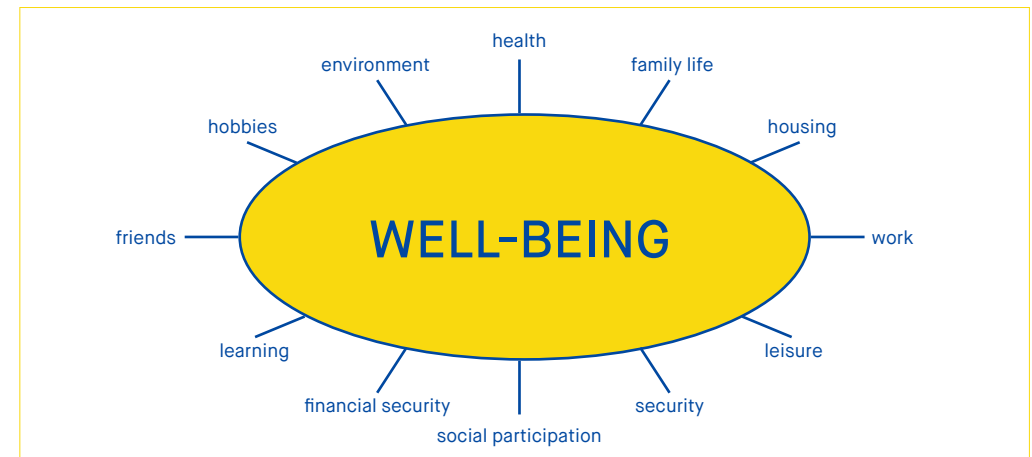 health
environment
family life
hobbies
housing
friends
WELL-BEING
work
learning
leisure
financial security
security
social participation